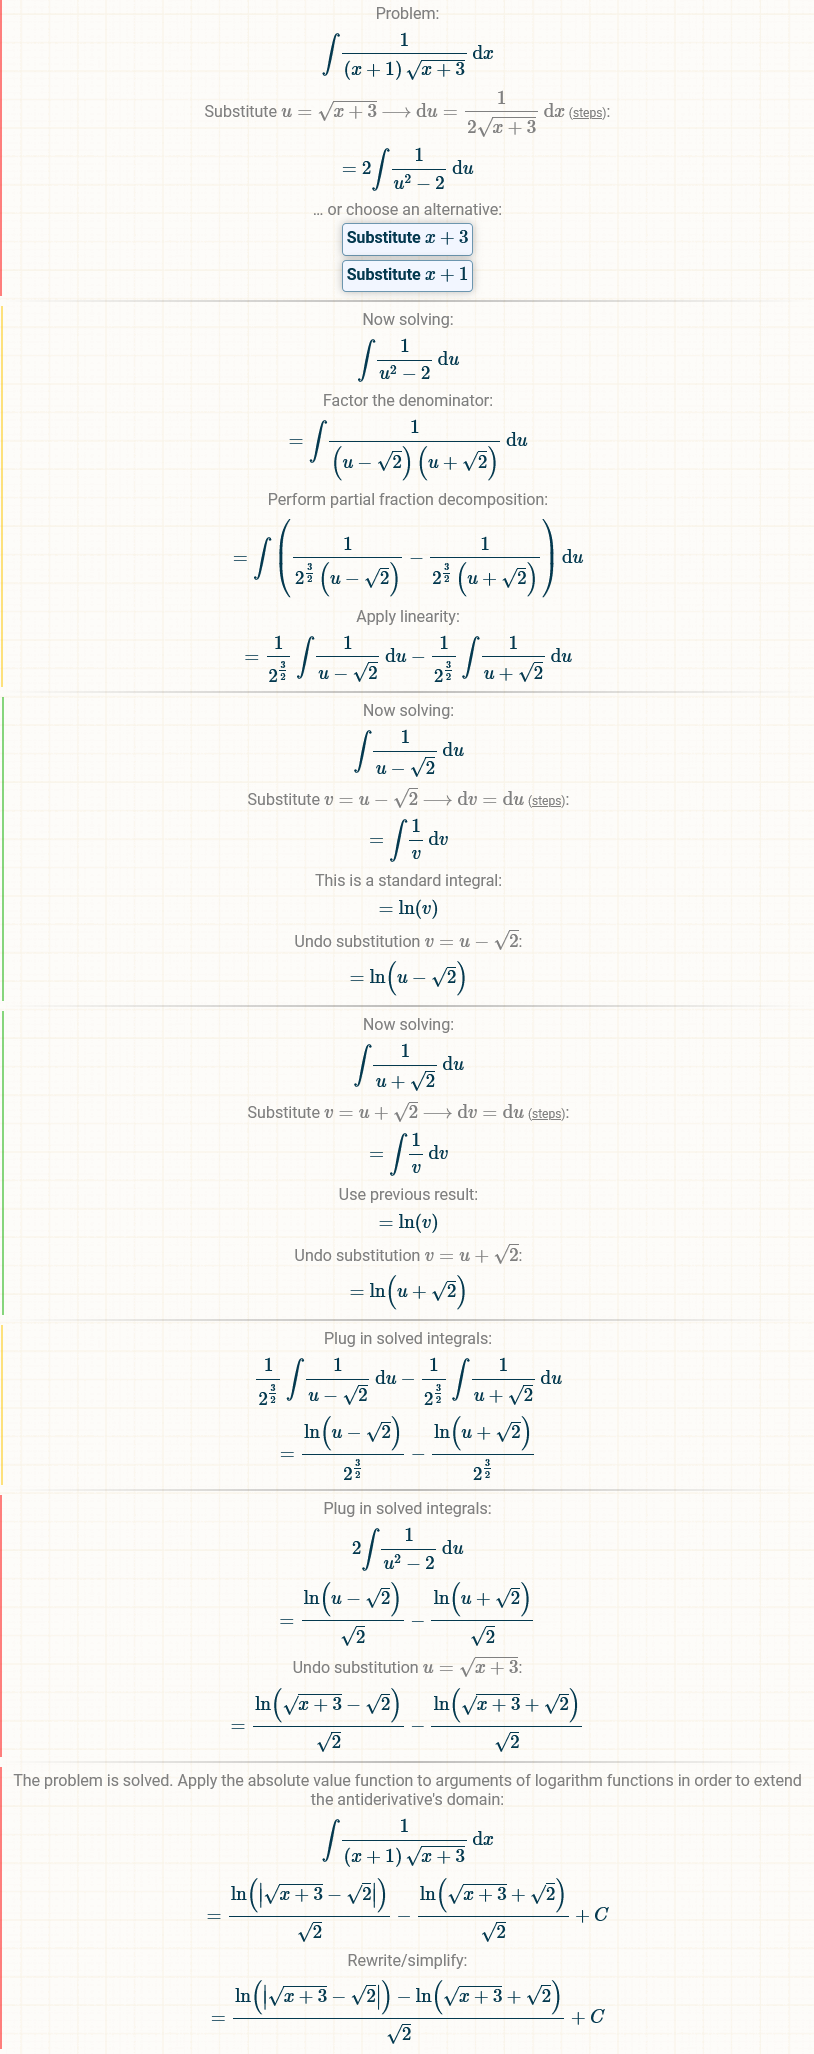 Problem:
∫ 1/((x + 1) √(x + 3)) dx
Substitute u = √(x + 3) ⟶ du = 1/(2√(x + 3)) dx (steps):
= 2∫ 1/(u² − 2) du
… or choose an alternative:
Substitute x + 3
Substitute x + 1
Now solving:
∫ 1/(u² − 2) du
Factor the denominator:
= ∫ 1/((u − √2) (u + √2)) du
Perform partial fraction decomposition:
= ∫ (1/(2^(3/2) (u − √2)) − 1/(2^(3/2) (u + √2))) du
Apply linearity:
= 1/2^(3/2) ∫ 1/(u − √2) du − 1/2^(3/2) ∫ 1/(u + √2) du
Now solving:
∫ 1/(u − √2) du
Substitute v = u − √2 ⟶ dv = du (steps):
= ∫ 1/v dv
This is a standard integral:
= ln(v)
Undo substitution v = u − √2:
= ln(u − √2)
Now solving:
∫ 1/(u + √2) du
Substitute v = u + √2 ⟶ dv = du (steps):
= ∫ 1/v dv
Use previous result:
= ln(v)
Undo substitution v = u + √2:
= ln(u + √2)
Plug in solved integrals:
1/2^(3/2) ∫ 1/(u − √2) du − 1/2^(3/2) ∫ 1/(u + √2) du
= ln(u − √2)/2^(3/2) − ln(u + √2)/2^(3/2)
Plug in solved integrals:
2∫ 1/(u² − 2) du
= ln(u − √2)/√2 − ln(u + √2)/√2
Undo substitution u = √(x + 3):
= ln(√(x + 3) − √2)/√2 − ln(√(x + 3) + √2)/√2
The problem is solved. Apply the absolute value function to arguments of logarithm functions in order to extend
the antiderivative's domain:
∫ 1/((x + 1) √(x + 3)) dx
= ln(|√(x + 3) − √2|)/√2 − ln(√(x + 3) + √2)/√2 + C
Rewrite/simplify:
= (ln(|√(x + 3) − √2|) − ln(√(x + 3) + √2))/√2 + C